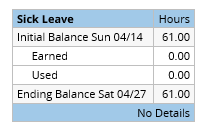 Sick Leave Hours
Initial Balance Sun 04/14 61.00
Earned 0.00
Used 0.00
Ending Balance Sat 04/27 61.00
No Details